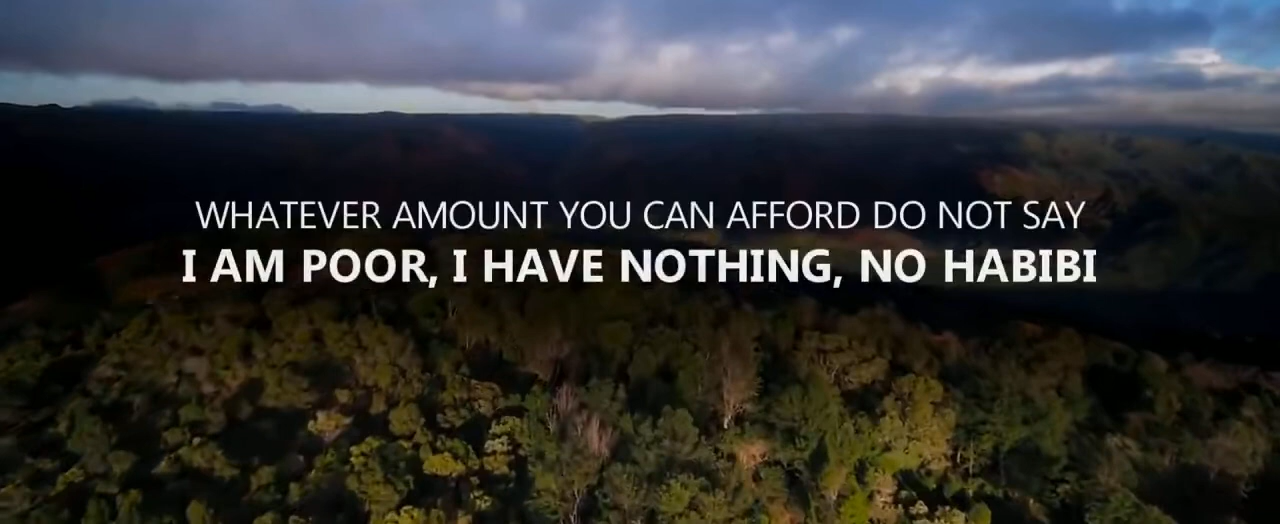 WHATEVER AMOUNT YOU CAN AFFORD DO NOT SAY
I AM POOR, I HAVE NOTHING, NO HABIBI